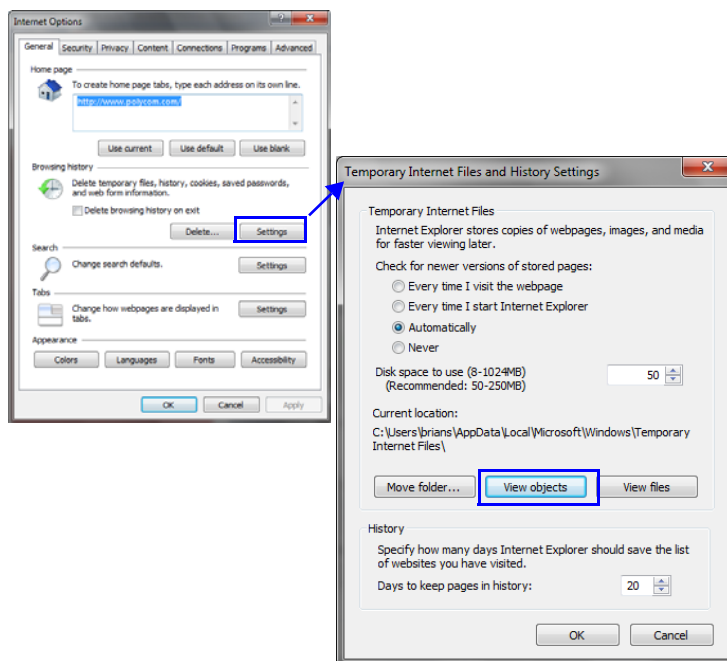 Internet Options
General Security Privacy Content Connections Programs Advanced
Home page
To create home page tabs, type each address on its own line.
http://www.polycom.com/
Use current Use default Use blank
Browsing history
Delete temporary files, history, cookies, saved passwords,
and web form information.
Delete browsing history on exit
Delete... Settings
Search
Change search defaults. Settings
Tabs
Change how webpages are displayed in
tabs. Settings
Appearance
Colors Languages Fonts Accessibility
OK Cancel Apply
Temporary Internet Files and History Settings
Temporary Internet Files
Internet Explorer stores copies of webpages, images, and media
for faster viewing later.
Check for newer versions of stored pages:
Every time I visit the webpage
Every time I start Internet Explorer
Automatically
Never
Disk space to use (8-1024MB) 50
(Recommended: 50-250MB)
Current location:
C:\Users\brians\AppData\Local\Microsoft\Windows\Temporary
Internet Files\
Move folder... View objects View files
History
Specify how many days Internet Explorer should save the list
of websites you have visited.
Days to keep pages in history: 20
OK Cancel